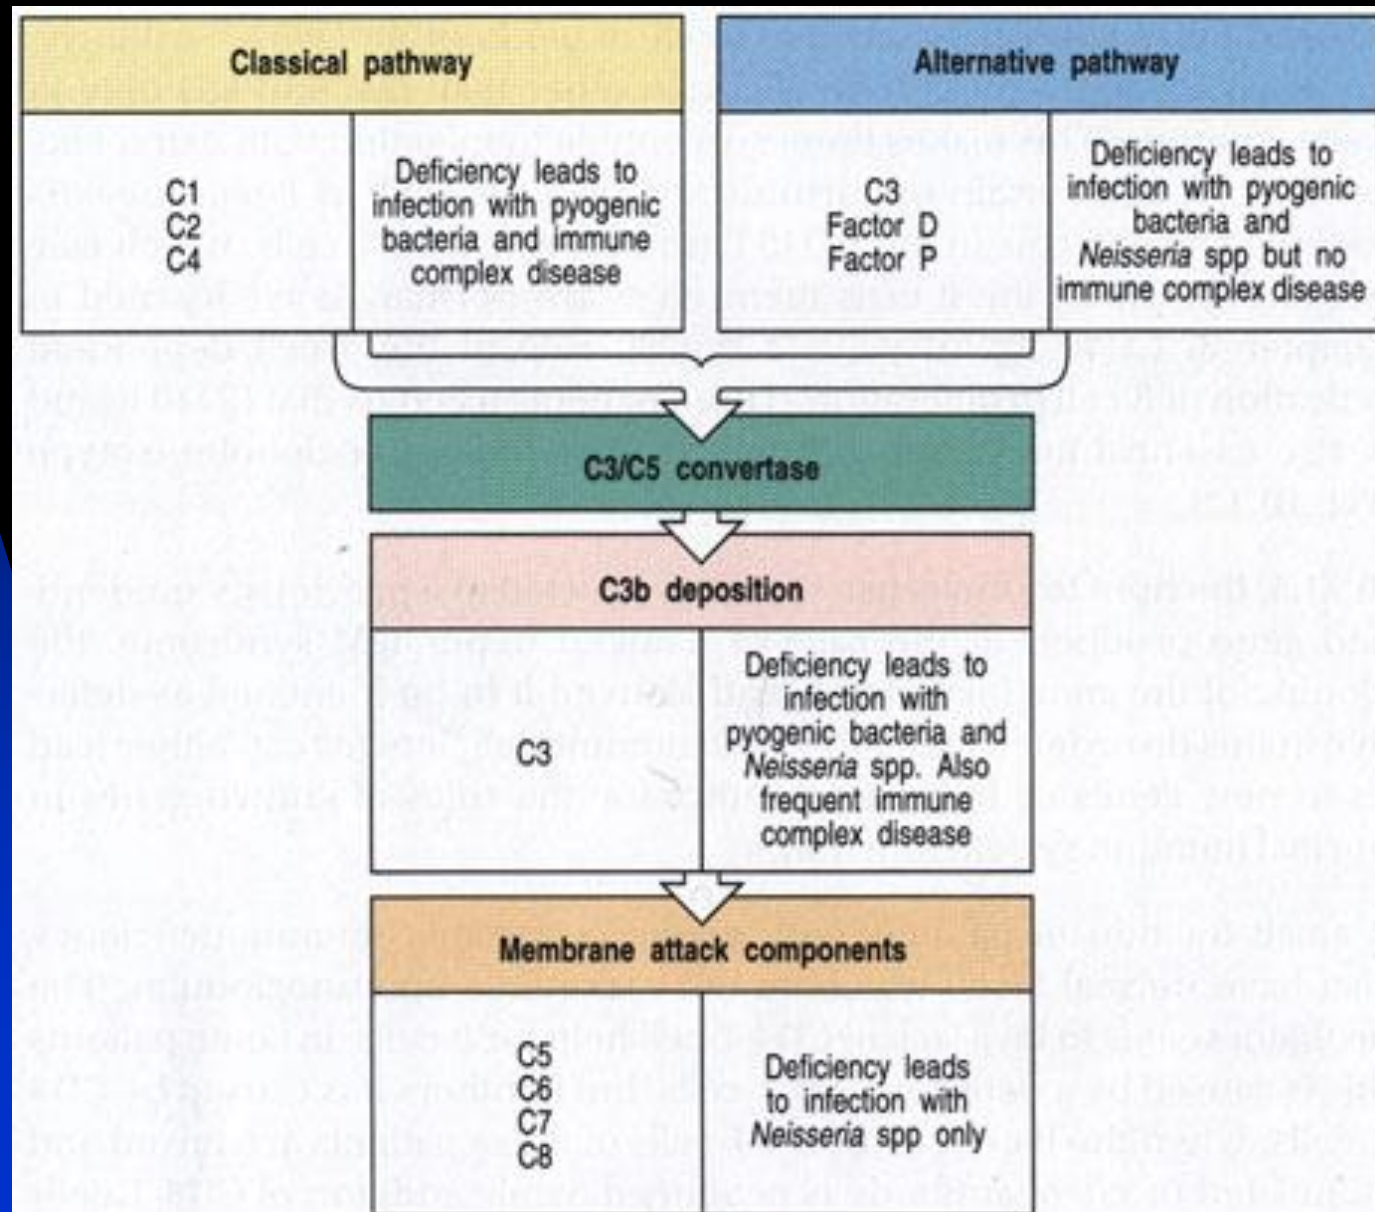 Classical pathway
C1
C2
C4
Deficiency leads to
infection with pyogenic
bacteria and immune
complex disease
Alternative pathway
C3
Factor D
Factor P
Deficiency leads to
infection with pyogenic
bacteria and
Neisseria spp but no
immune complex disease
C3/C5 convertase
C3b deposition
C3
Deficiency leads to
infection with
pyogenic bacteria and
Neisseria spp. Also
frequent immune
complex disease
Membrane attack components
C5
C6
C7
C8
Deficiency leads
to infection with
Neisseria spp only